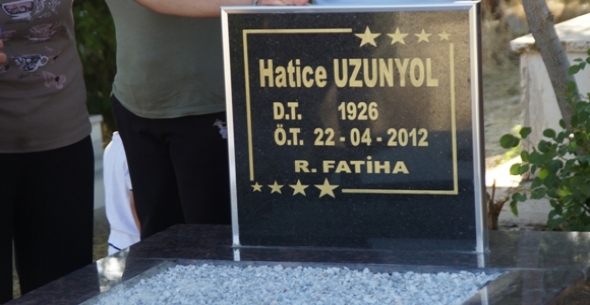 Hatice UZUNYOL
D.T. 1926
Ö.T. 22 - 04 - 2012
R. FATİHA